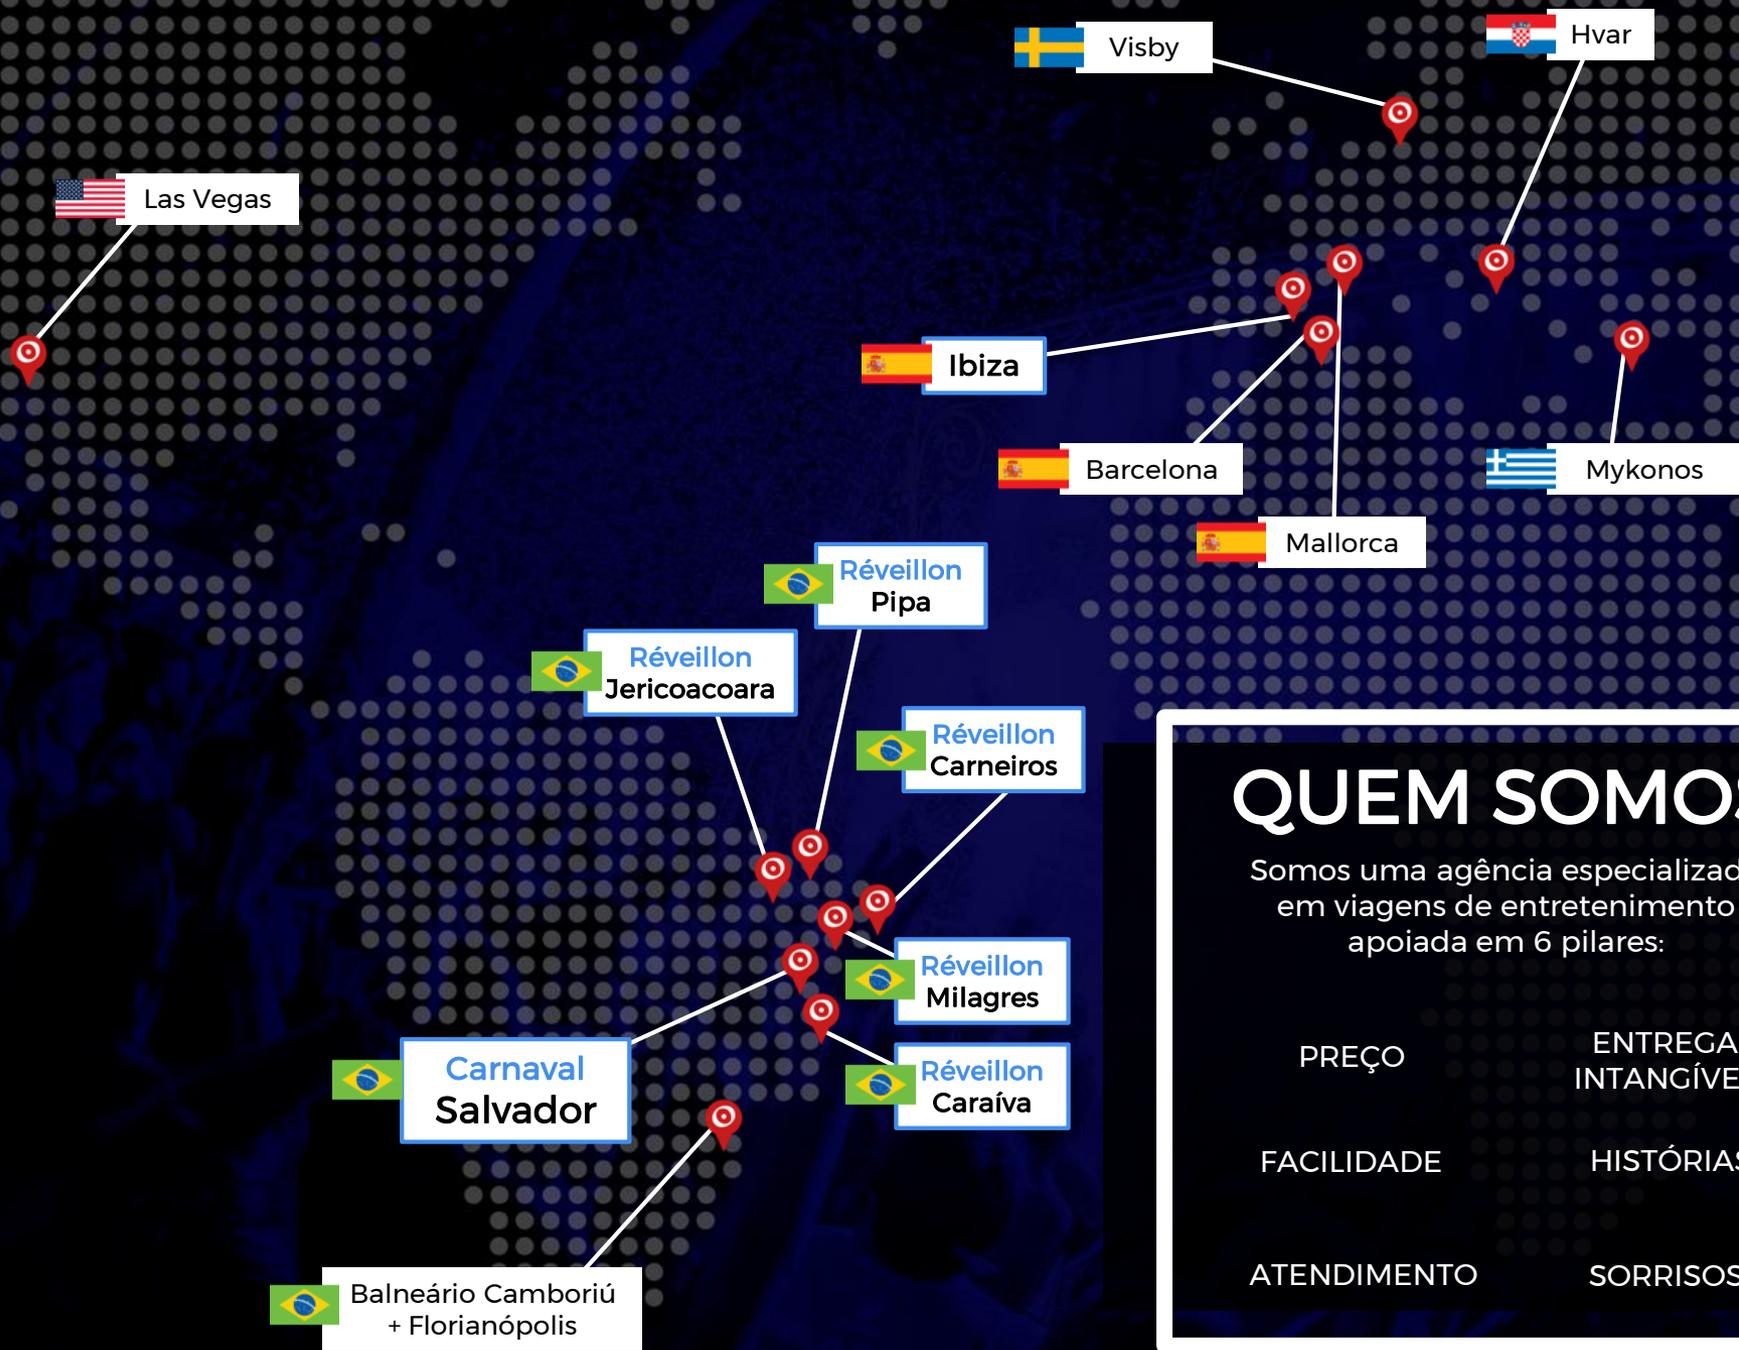 Visby
Hvar
Las Vegas
Ibiza
Barcelona
Mykonos
Mallorca
Réveillon
Pipa
Réveillon
Jericoacoara
Réveillon
Carneiros
Réveillon
Milagres
Carnaval
Salvador
Réveillon
Caraíva
Balneário Camboriú
+ Florianópolis
QUEM SOMOS
Somos uma agência especializad
em viagens de entretenimento
apoiada em 6 pilares:
PREÇO
ENTREGA
INTANGÍVE
FACILIDADE
HISTÓRIAS
ATENDIMENTO
SORRISOS